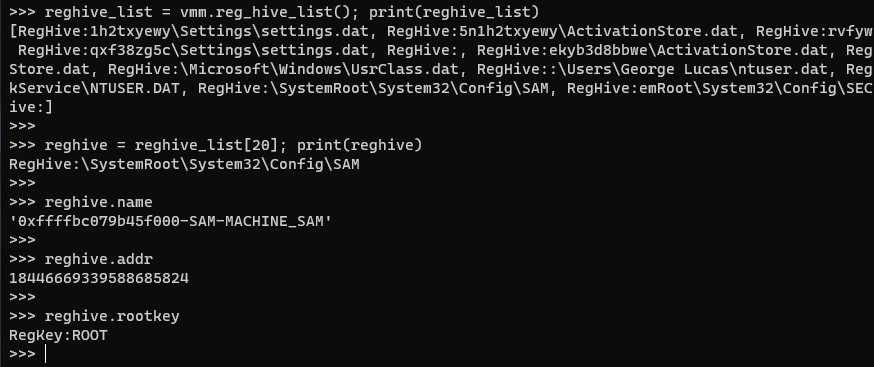 >>> reghive_list = vmm.reg_hive_list(); print(reghive_list)
[RegHive:1h2txyewy\Settings\settings.dat, RegHive:5n1h2txyewy\ActivationStore.dat, RegHive:rvfyw
 RegHive:qxf38zg5c\Settings\settings.dat, RegHive:, RegHive:ekyb3d8bbwe\ActivationStore.dat, Reg
Store.dat, RegHive:\Microsoft\Windows\UsrClass.dat, RegHive::\Users\George Lucas\ntuser.dat, Reg
kService\NTUSER.DAT, RegHive:\SystemRoot\System32\Config\SAM, RegHive:emRoot\System32\Config\SEC
ive:]
>>>
>>> reghive = reghive_list[20]; print(reghive)
RegHive:\SystemRoot\System32\Config\SAM
>>>
>>> reghive.name
'0xffffbc079b45f000-SAM-MACHINE_SAM'
>>>
>>> reghive.addr
18446669339588685824
>>>
>>> reghive.rootkey
RegKey:ROOT
>>>